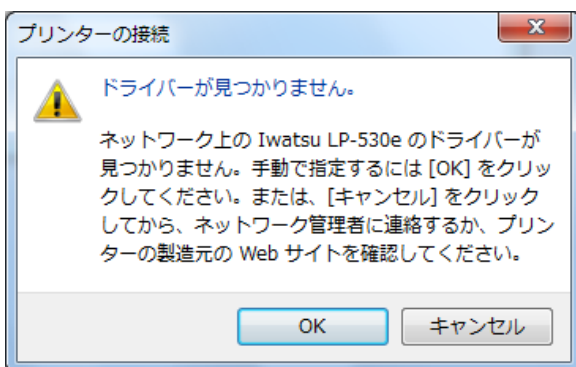 プリンターの接続
ドライバーが見つかりません。
ネットワーク上の Iwatsu LP-530e のドライバーが
見つかりません。手動で指定するには [OK] をクリッ
クしてください。または、[キャンセル] をクリック
してから、ネットワーク管理者に連絡するか、プリン
ターの製造元の Web サイトを確認してください。
OK
キャンセル